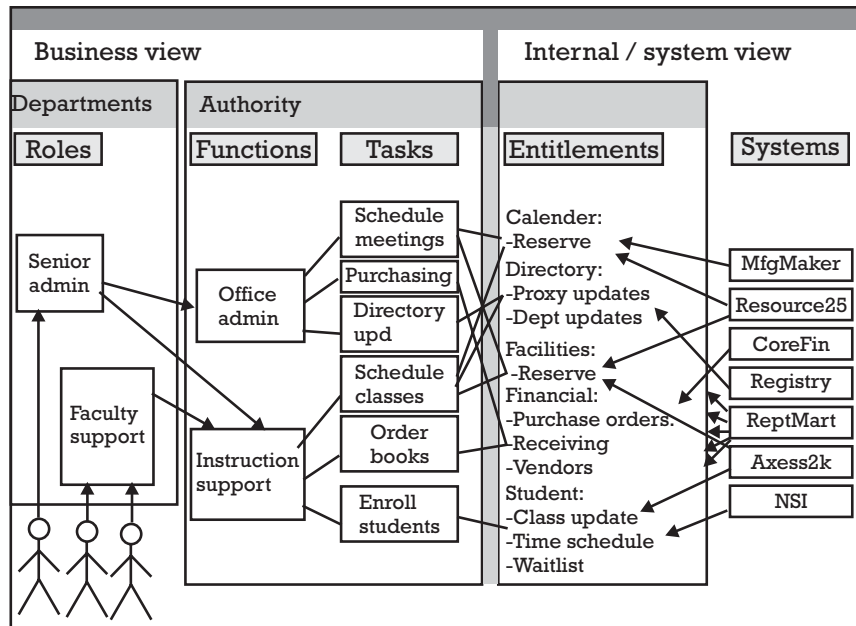 Business view
Internal / system view
Departments
Authority
Roles
Functions
Tasks
Entitlements
Systems
Senior
admin
Faculty
support
Office
admin
Instruction
support
Schedule
meetings
Purchasing
Directory
upd
Schedule
classes
Order
books
Enroll
students
Calender:
-Reserve
Directory:
-Proxy updates
-Dept updates
Facilities:
-Reserve
Financial:
-Purchase orders:
-Receiving
-Vendors
Student:
-Class update
-Time schedule
-Waitlist
MfgMaker
Resource25
CoreFin
Registry
ReptMart
Axess2k
NSI